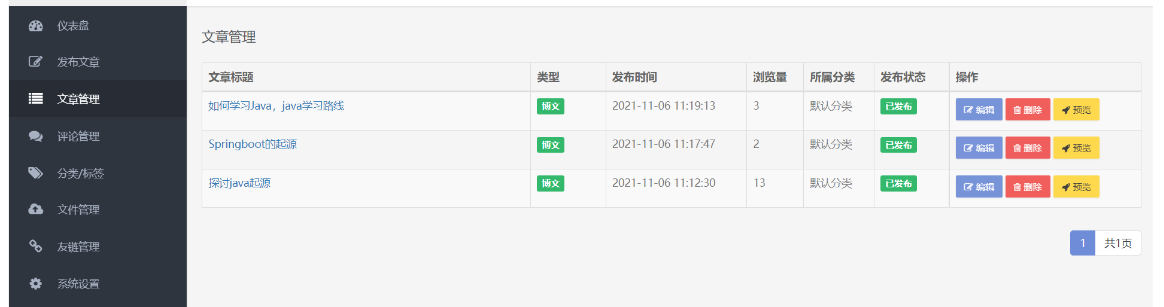 仪表盘
发布文章
文章管理
评论管理
分类/标签
文件管理
友链管理
系统设置
文章管理
文章标题 类型 发布时间 浏览量 所属分类 发布状态 操作
如何学习Java，java学习路线 博文 2021-11-06 11:19:13 3 默认分类 已发布 编辑 删除 预览
Springboot的起源 博文 2021-11-06 11:17:47 2 默认分类 已发布 编辑 删除 预览
探讨java起源 博文 2021-11-06 11:12:30 13 默认分类 已发布 编辑 删除 预览
1 共1页